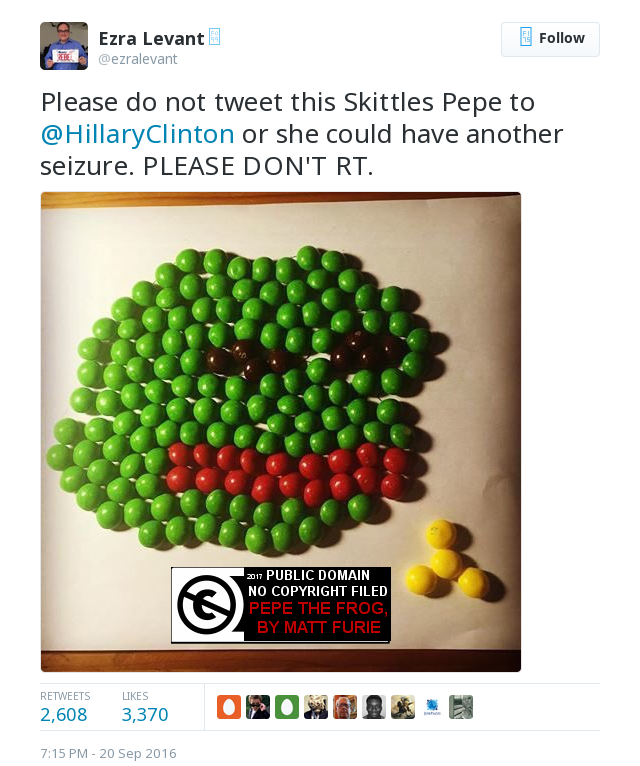 Ezra Levant
@ezralevant
Follow
Please do not tweet this Skittles Pepe to
@HillaryClinton or she could have another
seizure. PLEASE DON'T RT.
2017 PUBLIC DOMAIN
NO COPYRIGHT FILED
PEPE THE FROG,
BY MATT FURIE
RETWEETS
2,608
LIKES
3,370
7:15 PM - 20 Sep 2016